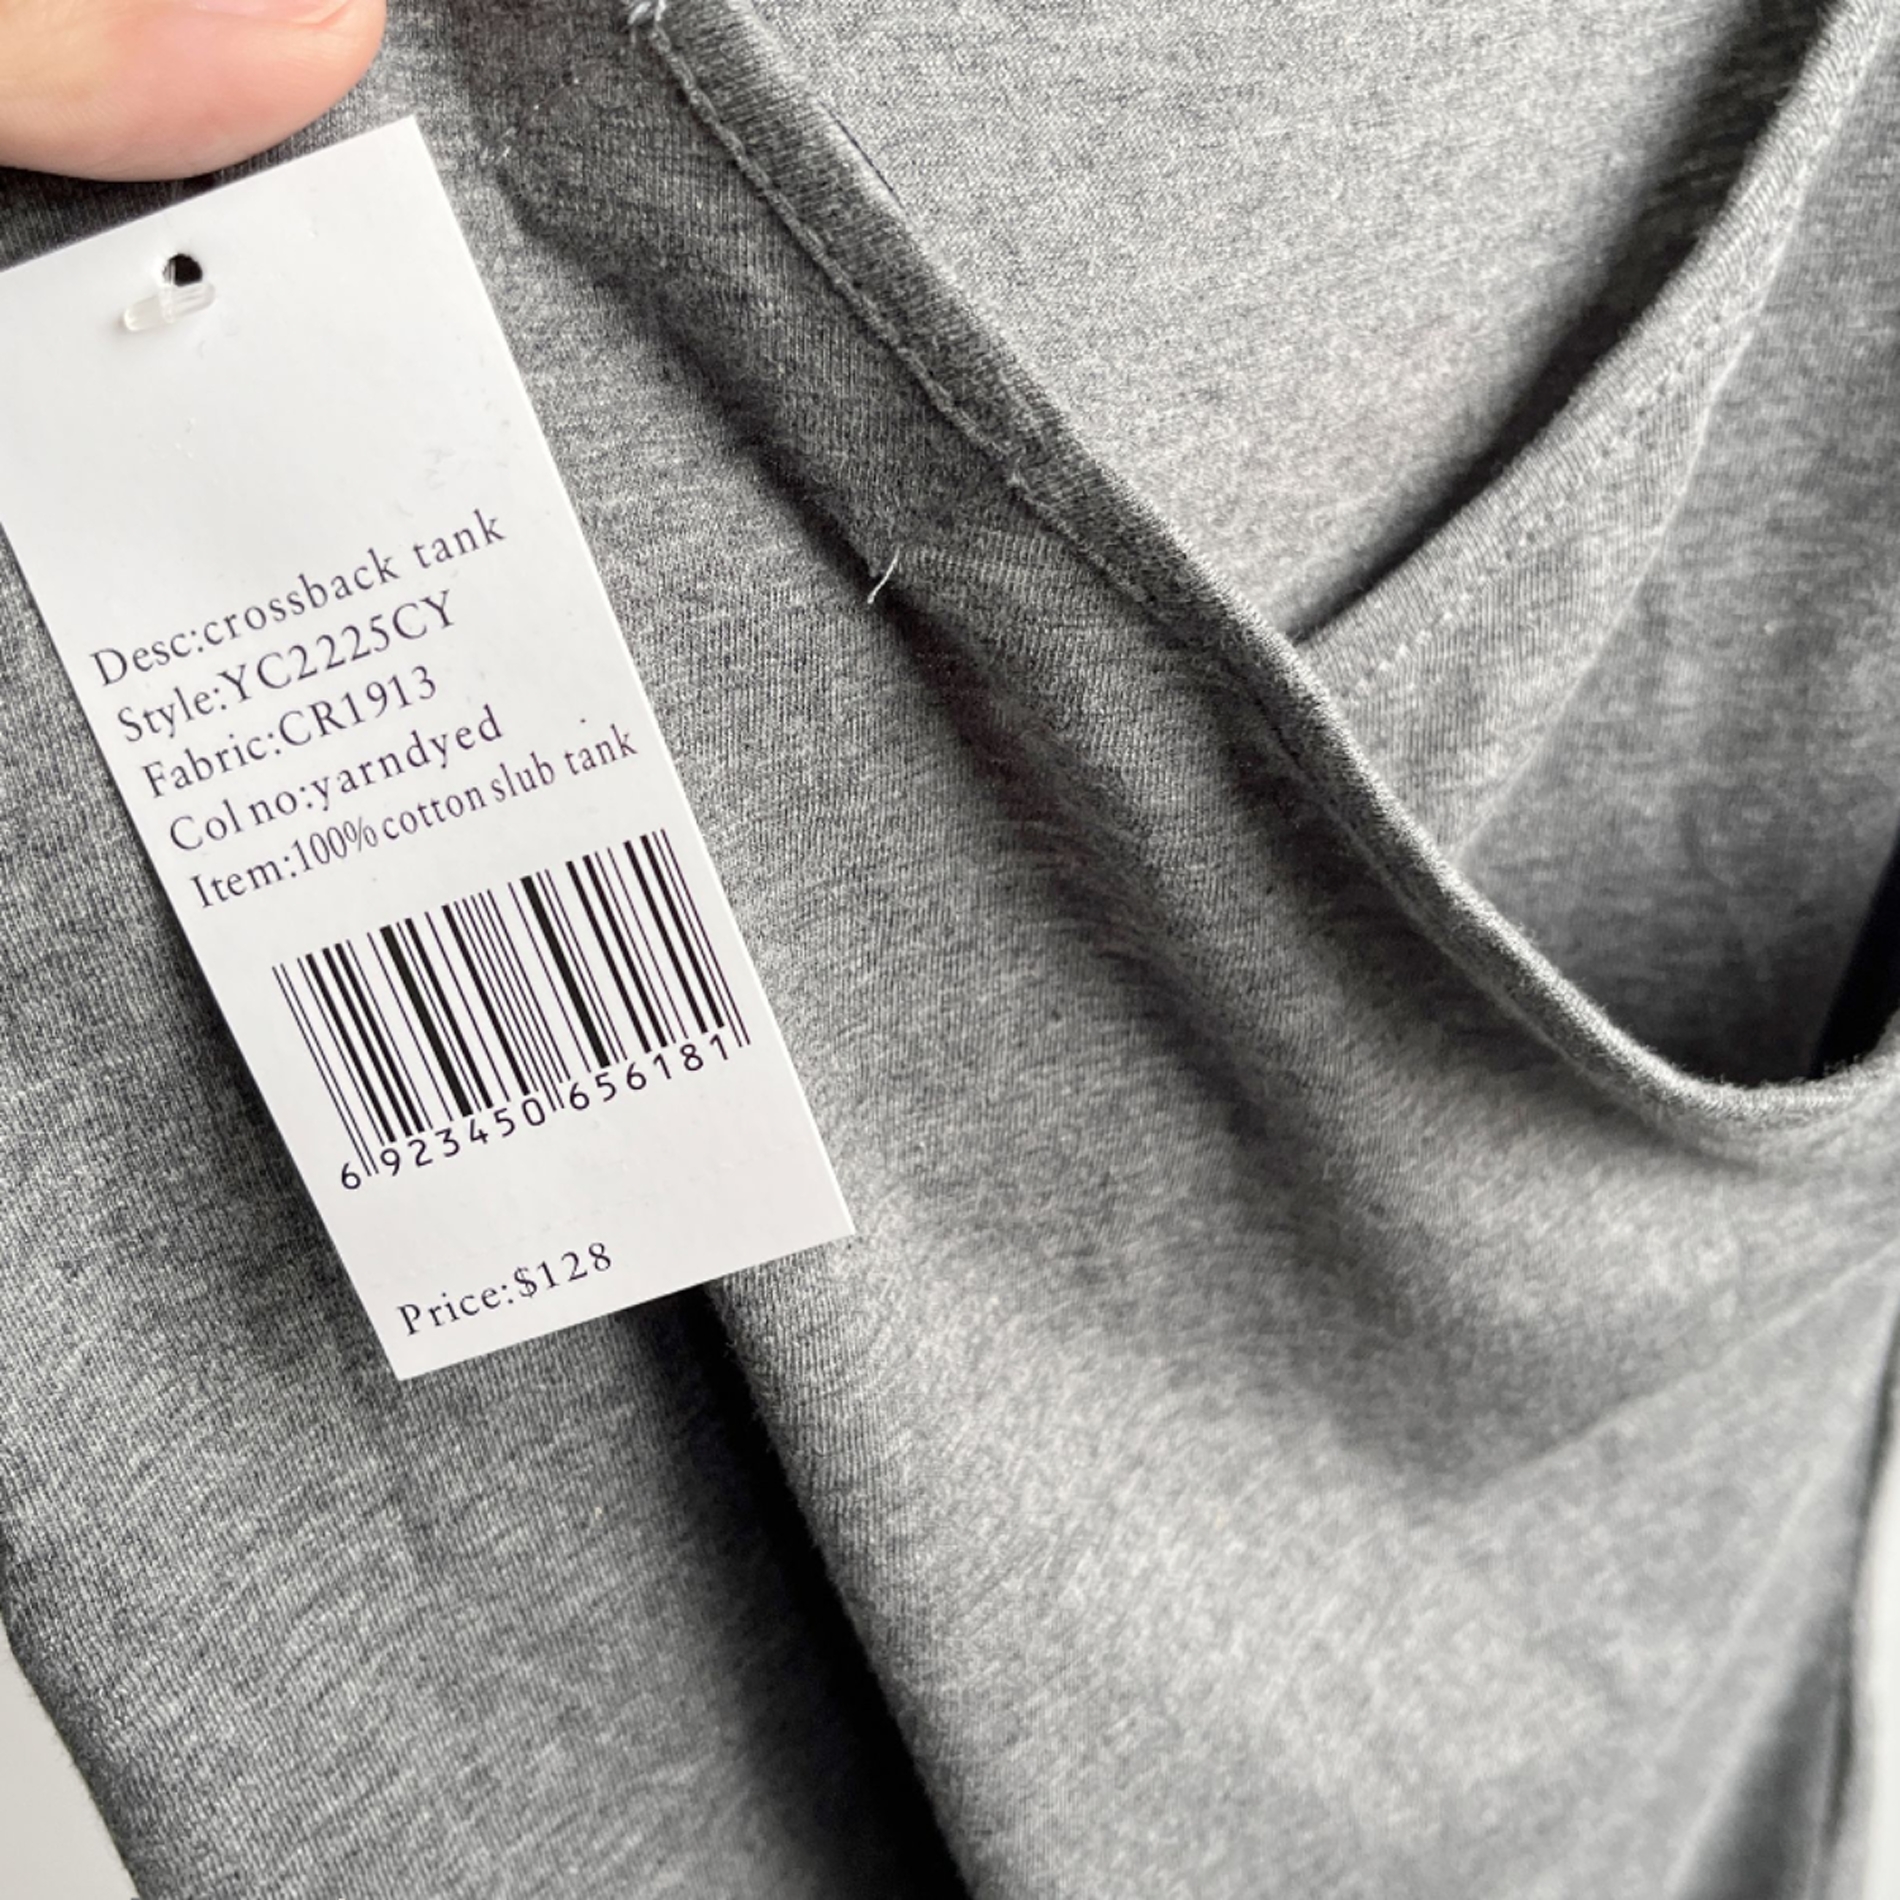 Desc:crossback tank
Style:YC2225CY
Fabric:CR1913
Col no:yarndyed
Item:100% cotton slub tank
6923450656181
Price:$128